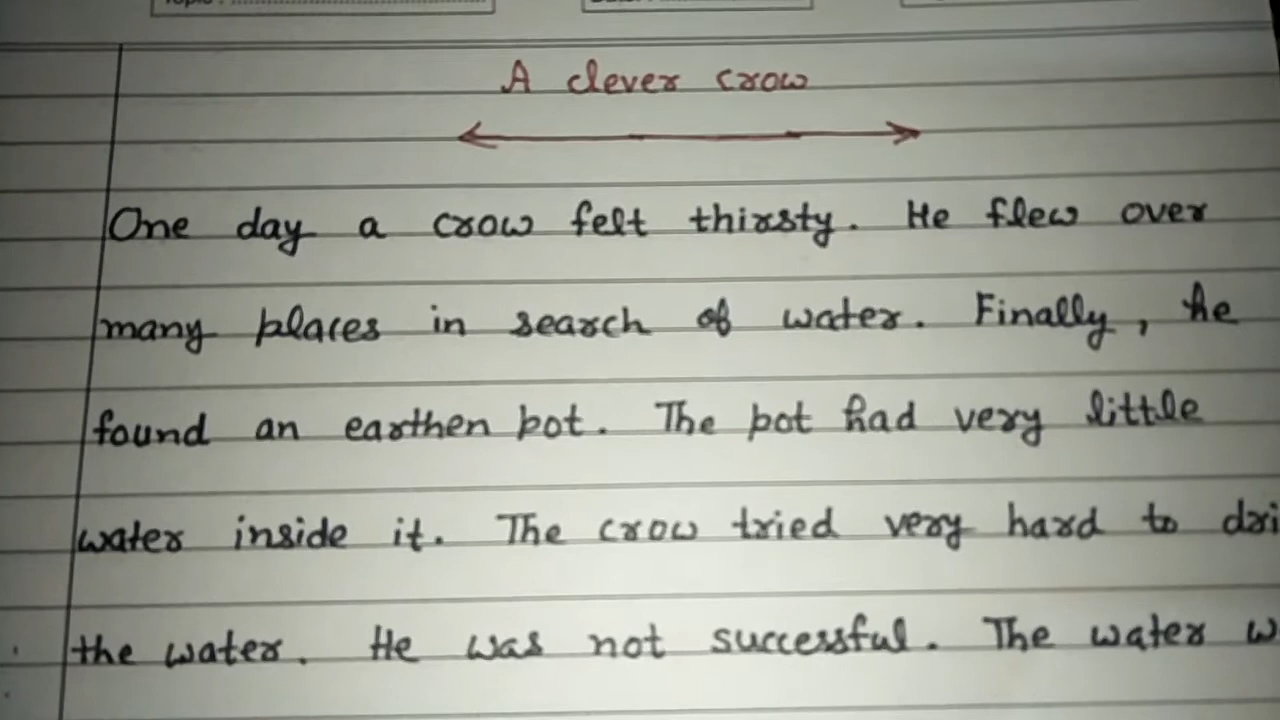 A clever crow
One day a crow felt thirsty. He flew over
many places in search of water. Finally, he
found an earthen pot. The pot had very little
water inside it. The crow tried very hard to dri
the water. He was not successful. The water w